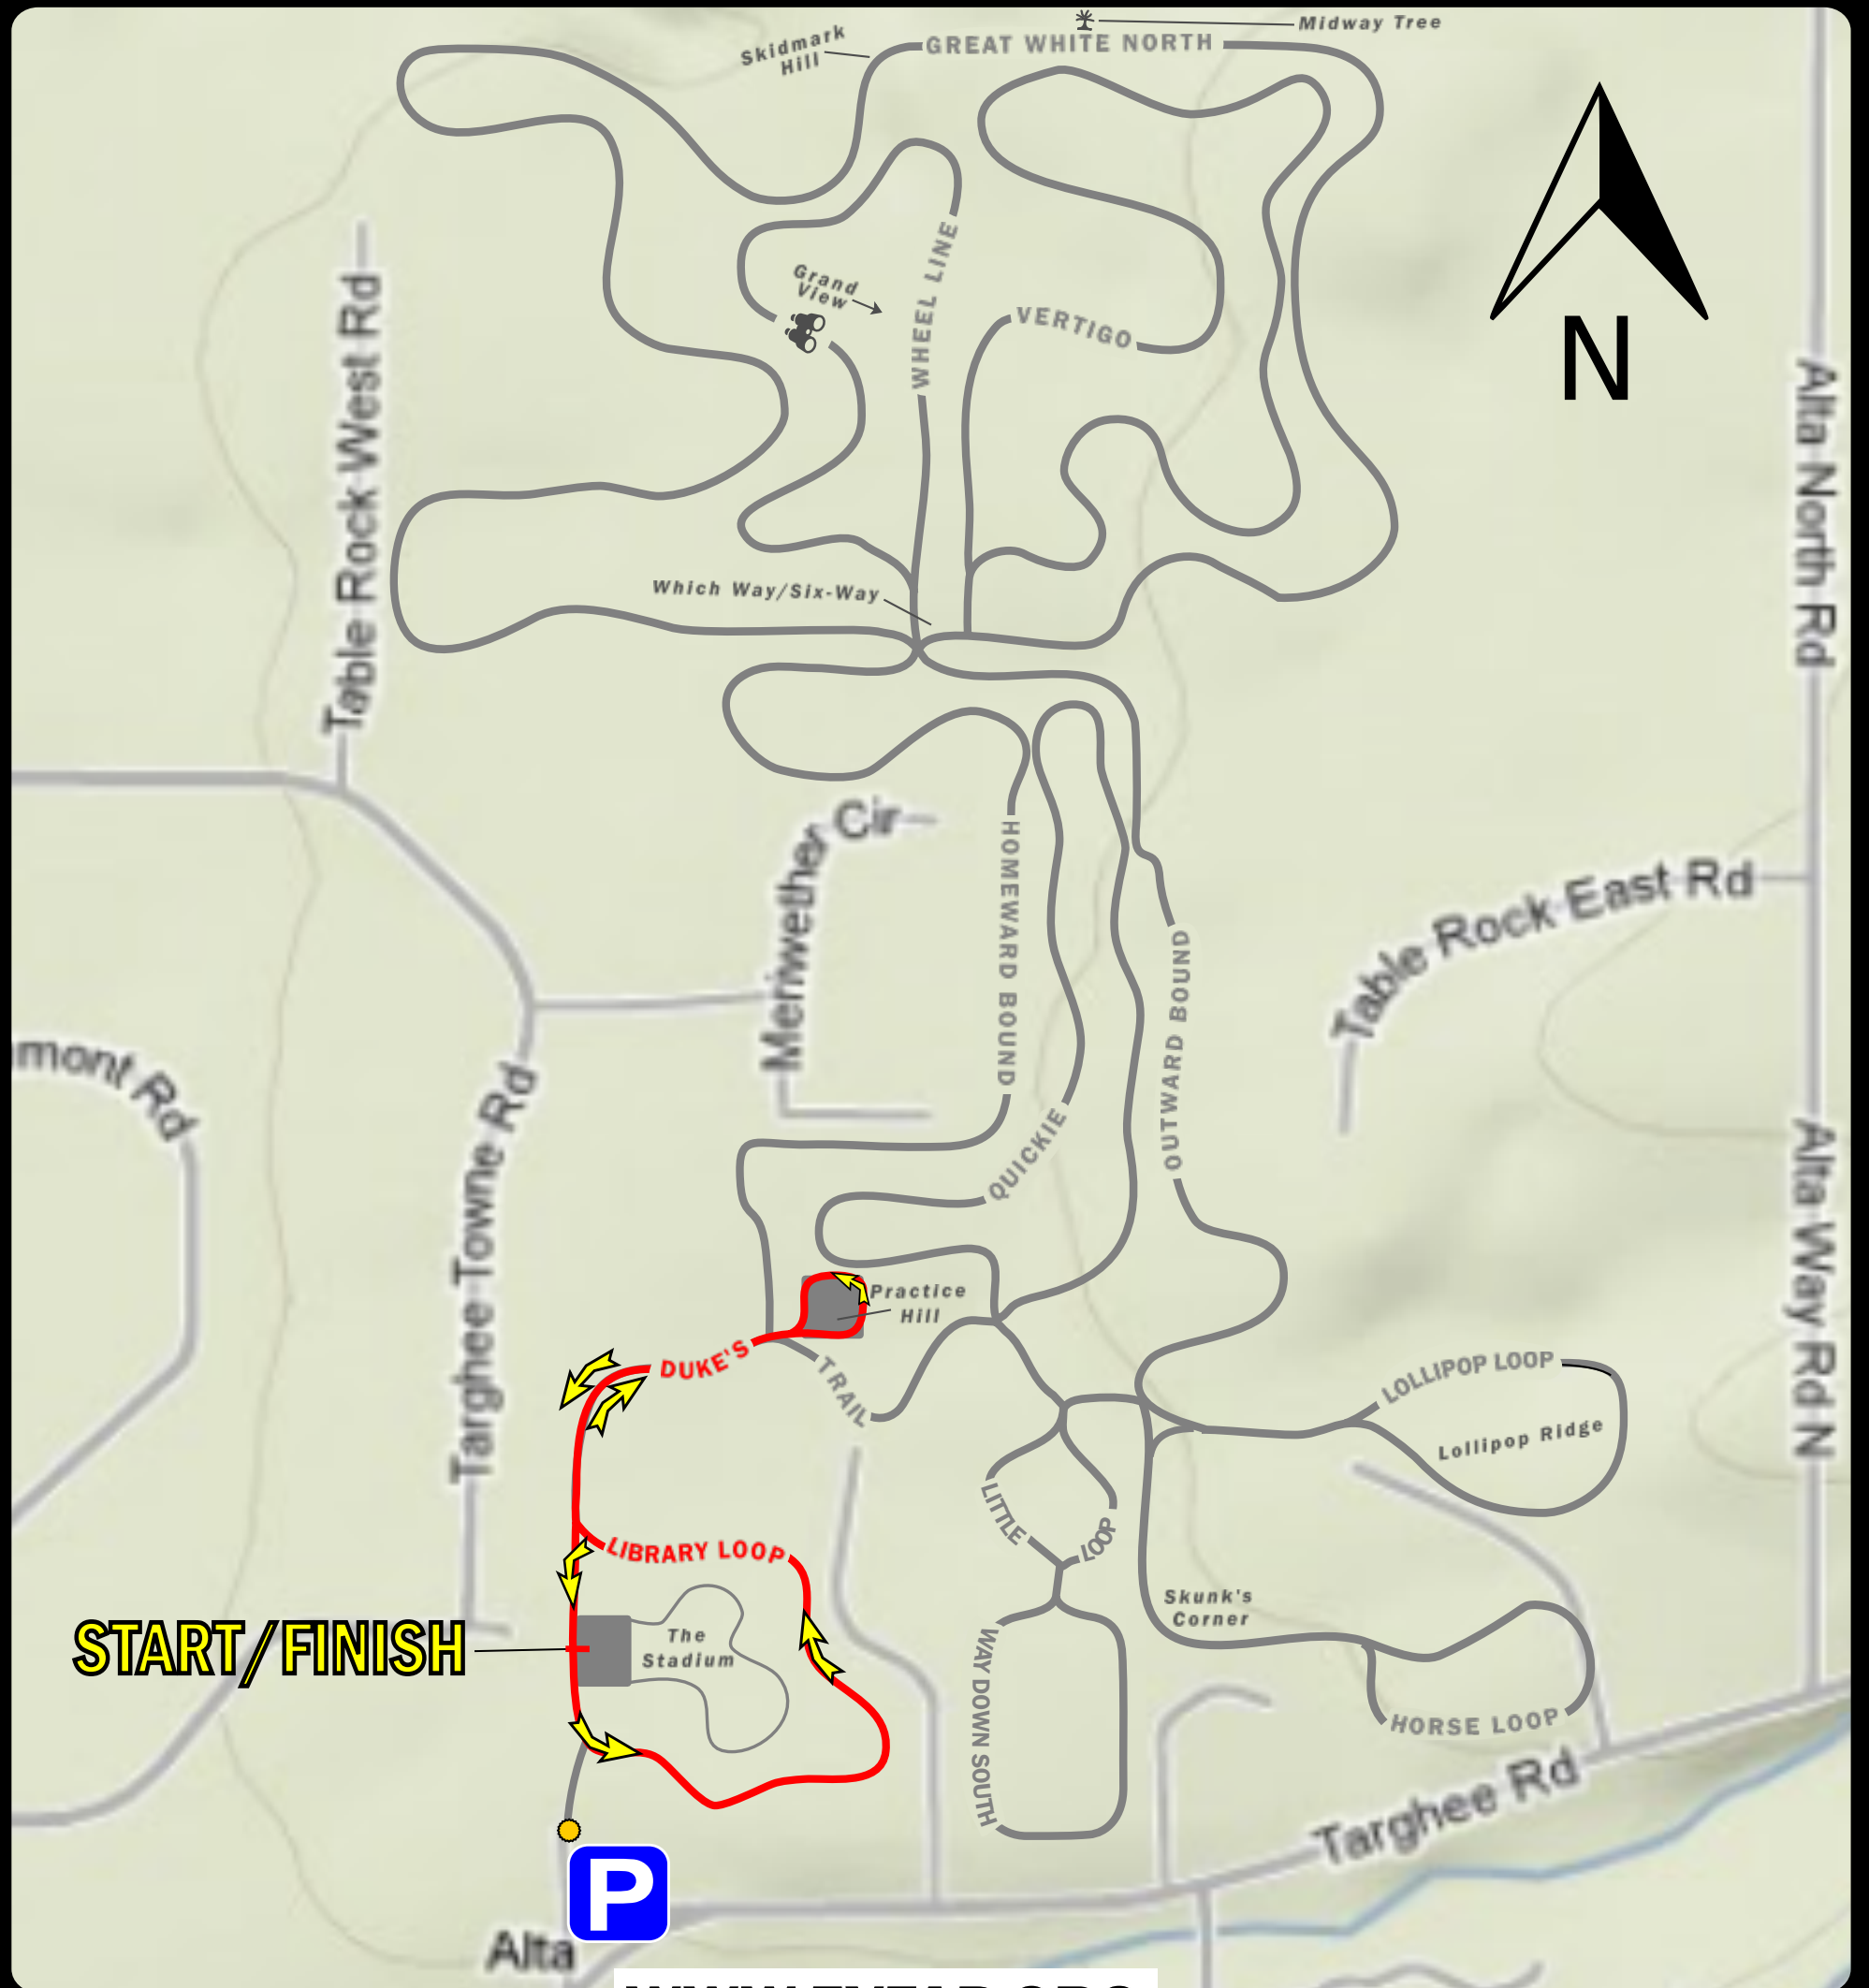 Midway Tree
Skidmark
Hill
GREAT WHITE NORTH
Grand
View
WHEEL LINE
VERTIGO
N
Table Rock West Rd
Alta North Rd
Which Way/Six-Way
Meriwether Cir
HOMEWARD BOUND
OUTWARD BOUND
Table Rock East Rd
mont Rd
Targhee Towne Rd
QUICKIE
Alta Way Rd N
Practice
Hill
DUKE'S
TRAIL
LOLLIPOP LOOP
Lollipop Ridge
LITTLE
LOOP
LIBRARY LOOP
Skunk's
Corner
START/FINISH
The
Stadium
WAY DOWN SOUTH
HORSE LOOP
Targhee Rd
P
Alta